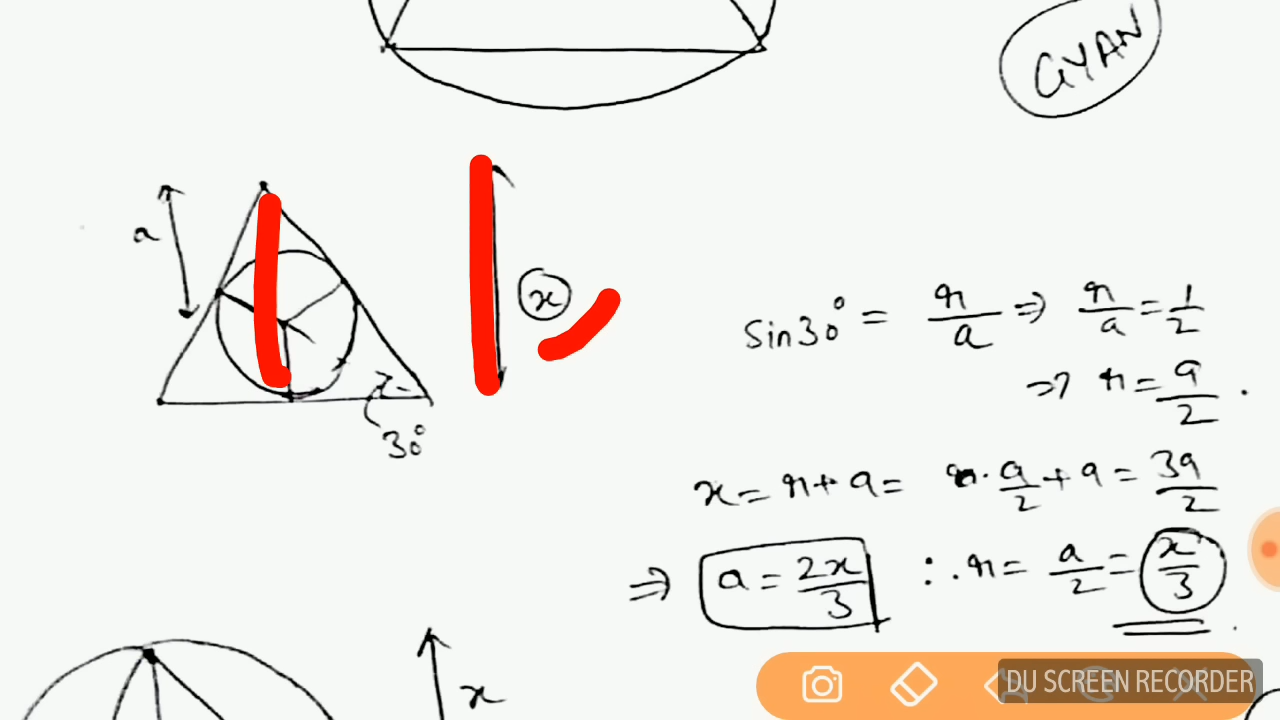 GYAN
a
x
30°
sin30° = r/a ⇒ r/a = 1/2
⇒ r = a/2 .
x = r + a = a/2 + a = 3a/2
⇒ a = 2x/3 ∴ r = a/2 = x/3 .
x
DU SCREEN RECORDER